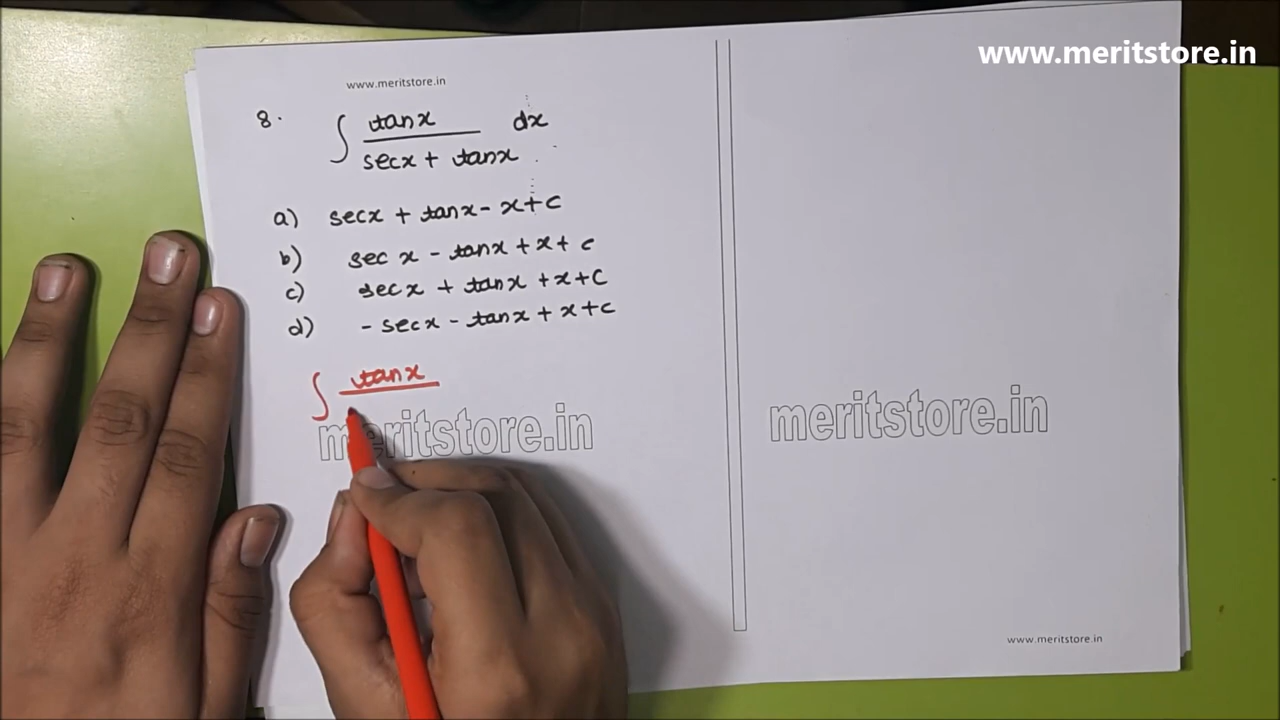 www.meritstore.in
www.meritstore.in
8. ∫ tanx / secx + tanx dx
a) secx + tanx - x + c
b) sec x - tanx + x + c
c) sec x + tanx + x + C
d) - secx - tanx + x + c
∫ tanx
meritstore.in
meritstore.in
www.meritstore.in